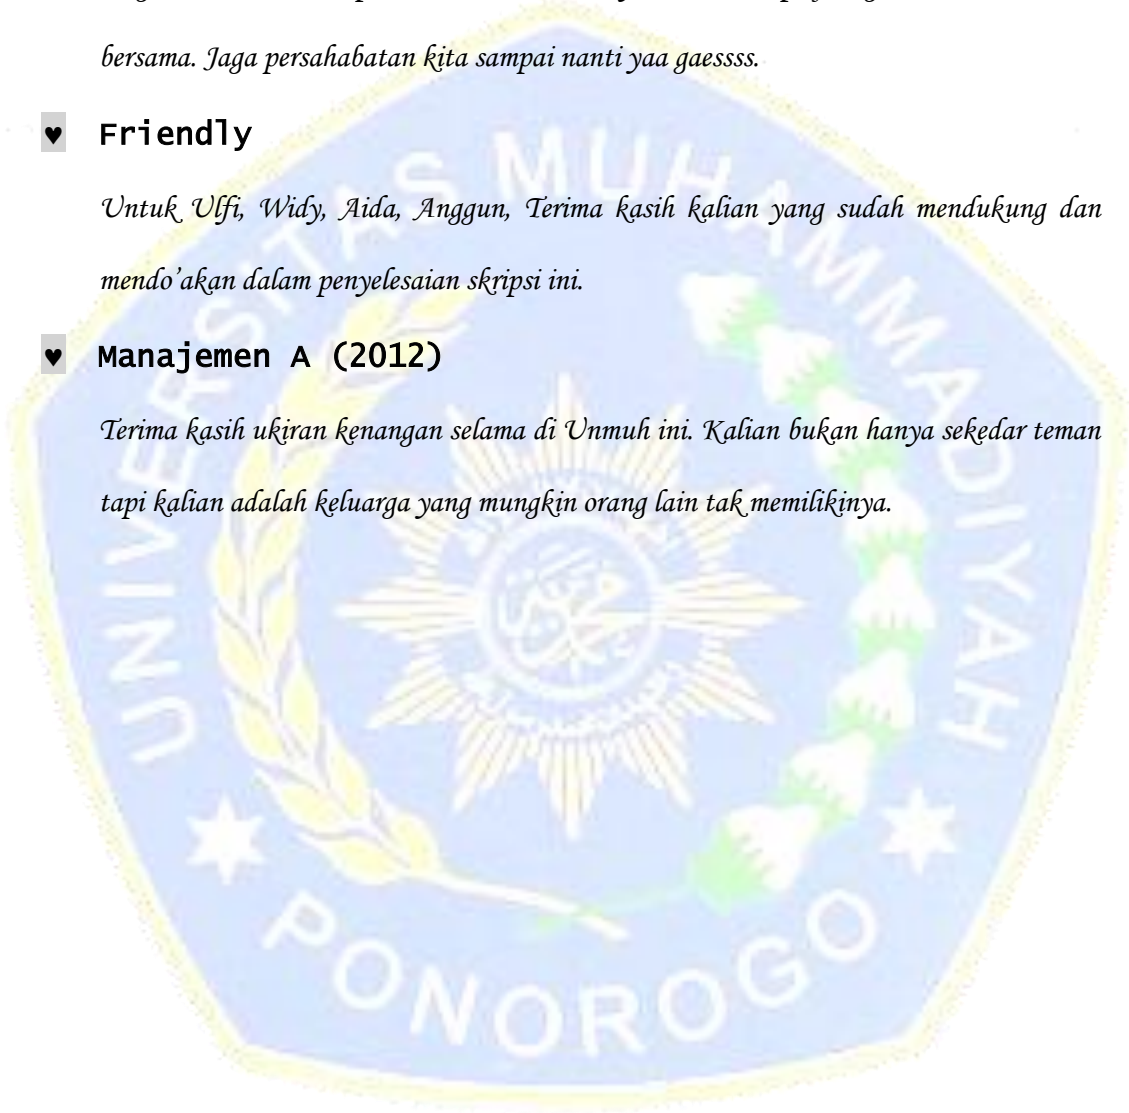 bersama. Jaga persahabatan kita sampai nanti yaa gaessss.
♥ Friendly
Untuk Ulfi, Widy, Aida, Anggun, Terima kasih kalian yang sudah mendukung dan
mendo’akan dalam penyelesaian skripsi ini.
♥ Manajemen A (2012)
Terima kasih ukiran kenangan selama di Unmuh ini. Kalian bukan hanya sekedar teman
tapi kalian adalah keluarga yang mungkin orang lain tak memilikinya.
UNIVERSITAS MUHAMMADIYAH
PONOROGO